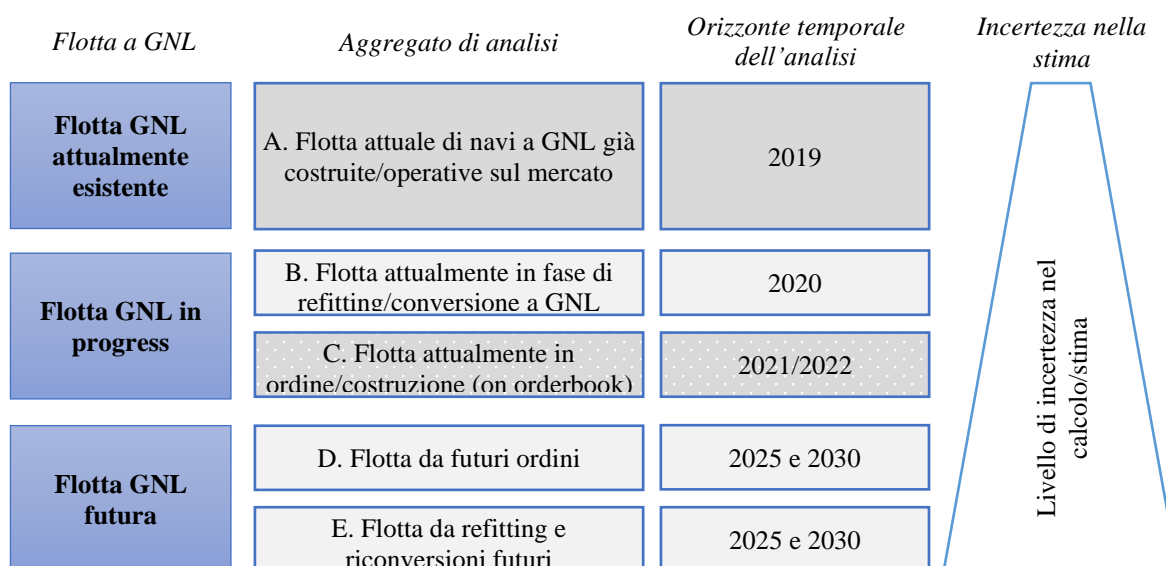 Flotta a GNL
Aggregato di analisi
Orizzonte temporale
dell'analisi
Incertezza nella
stima
Flotta GNL
attualmente
esistente
A. Flotta attuale di navi a GNL già
costruite/operative sul mercato
2019
Flotta GNL in
progress
B. Flotta attualmente in fase di
refitting/conversione a GNL
2020
C. Flotta attualmente in
ordine/costruzione (on orderbook)
2021/2022
Flotta GNL
futura
D. Flotta da futuri ordini
2025 e 2030
E. Flotta da refitting e
riconversioni futuri
2025 e 2030
Livello di incertezza nel
calcolo/stima